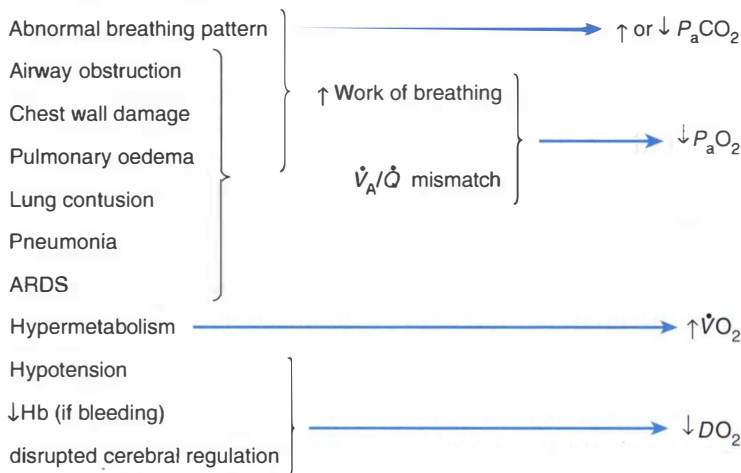 Abnormal breathing pattern ↑ or ↓ PaCO2
Airway obstruction
↑ Work of breathing
Chest wall damage
↓PaO2
Pulmonary oedema
V̇A/Q̇ mismatch
Lung contusion
Pneumonia
ARDS
Hypermetabolism ↑V̇O2
Hypotension
↓Hb (if bleeding) ↓DO2
disrupted cerebral regulation